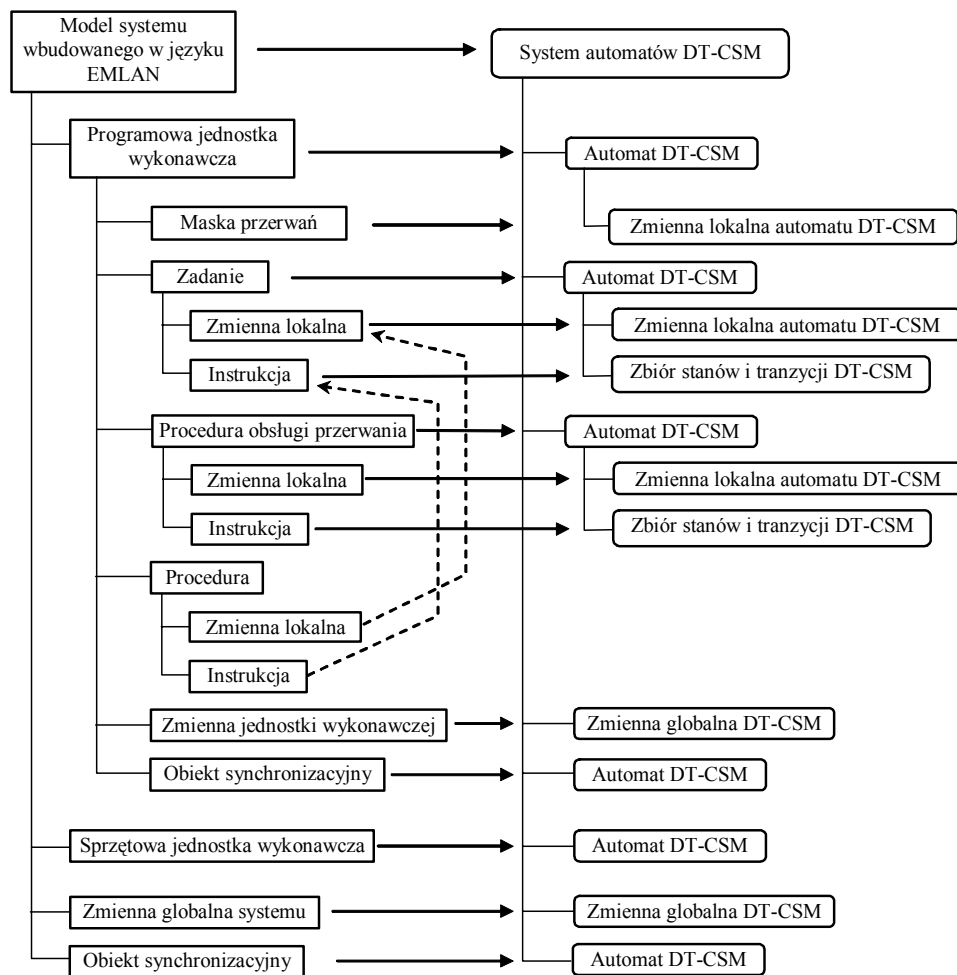 Model systemu
wbudowanego w języku
EMLAN
System automatów DT-CSM
Programowa jednostka
wykonawcza
Automat DT-CSM
Maska przerwań
Zmienna lokalna automatu DT-CSM
Zadanie
Automat DT-CSM
Zmienna lokalna
Zmienna lokalna automatu DT-CSM
Instrukcja
Zbiór stanów i tranzycji DT-CSM
Procedura obsługi przerwania
Automat DT-CSM
Zmienna lokalna
Zmienna lokalna automatu DT-CSM
Instrukcja
Zbiór stanów i tranzycji DT-CSM
Procedura
Zmienna lokalna
Instrukcja
Zmienna jednostki wykonawczej
Zmienna globalna DT-CSM
Obiekt synchronizacyjny
Automat DT-CSM
Sprzętowa jednostka wykonawcza
Automat DT-CSM
Zmienna globalna systemu
Zmienna globalna DT-CSM
Obiekt synchronizacyjny
Automat DT-CSM